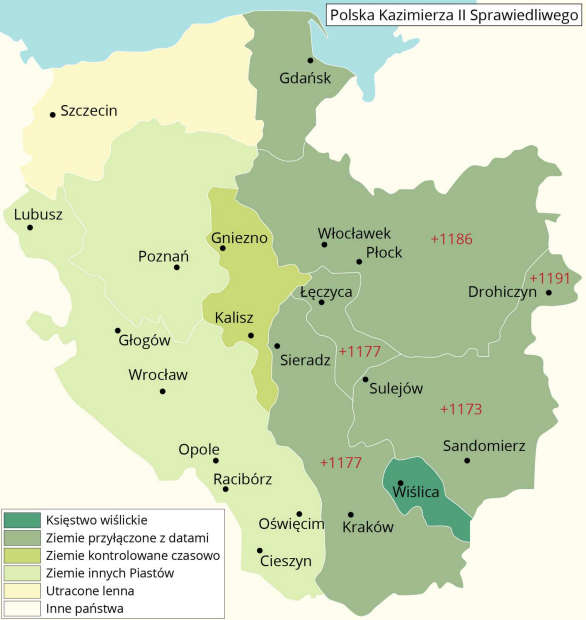 Polska Kazimierza II Sprawiedliwego
Gdańsk
Szczecin
Lubusz
Włocławek
Gniezno
+1186
Płock
Poznań
+1191
Łęczyca
Drohiczyn
Kalisz
Głogów
+1177
Sieradz
Wrocław
Sulejów
+1173
Opole
Sandomierz
+1177
Racibórz
Wiślica
Oświęcim
Kraków
Cieszyn
Księstwo wiślickie
Ziemie przyłączone z datami
Ziemie kontrolowane czasowo
Ziemie innych Piastów
Utracone lenna
Inne państwa